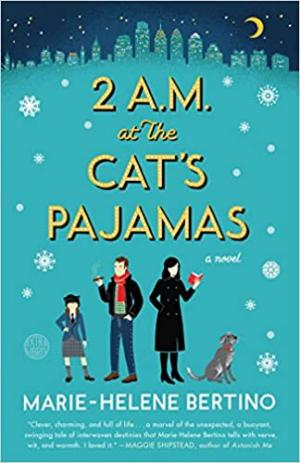 2 A.M.
at The
CAT'S
PAJAMAS
a novel
MARIE-HELENE BERTINO
"Clever, charming, and full of life . . . a marvel of the unexpected, a buoyant,
swinging tale of interwoven destinies that Marie-Helene Bertino tells with verve,
wit, and warmth. I loved it." —MAGGIE SHIPSTEAD, author of Astonish Me